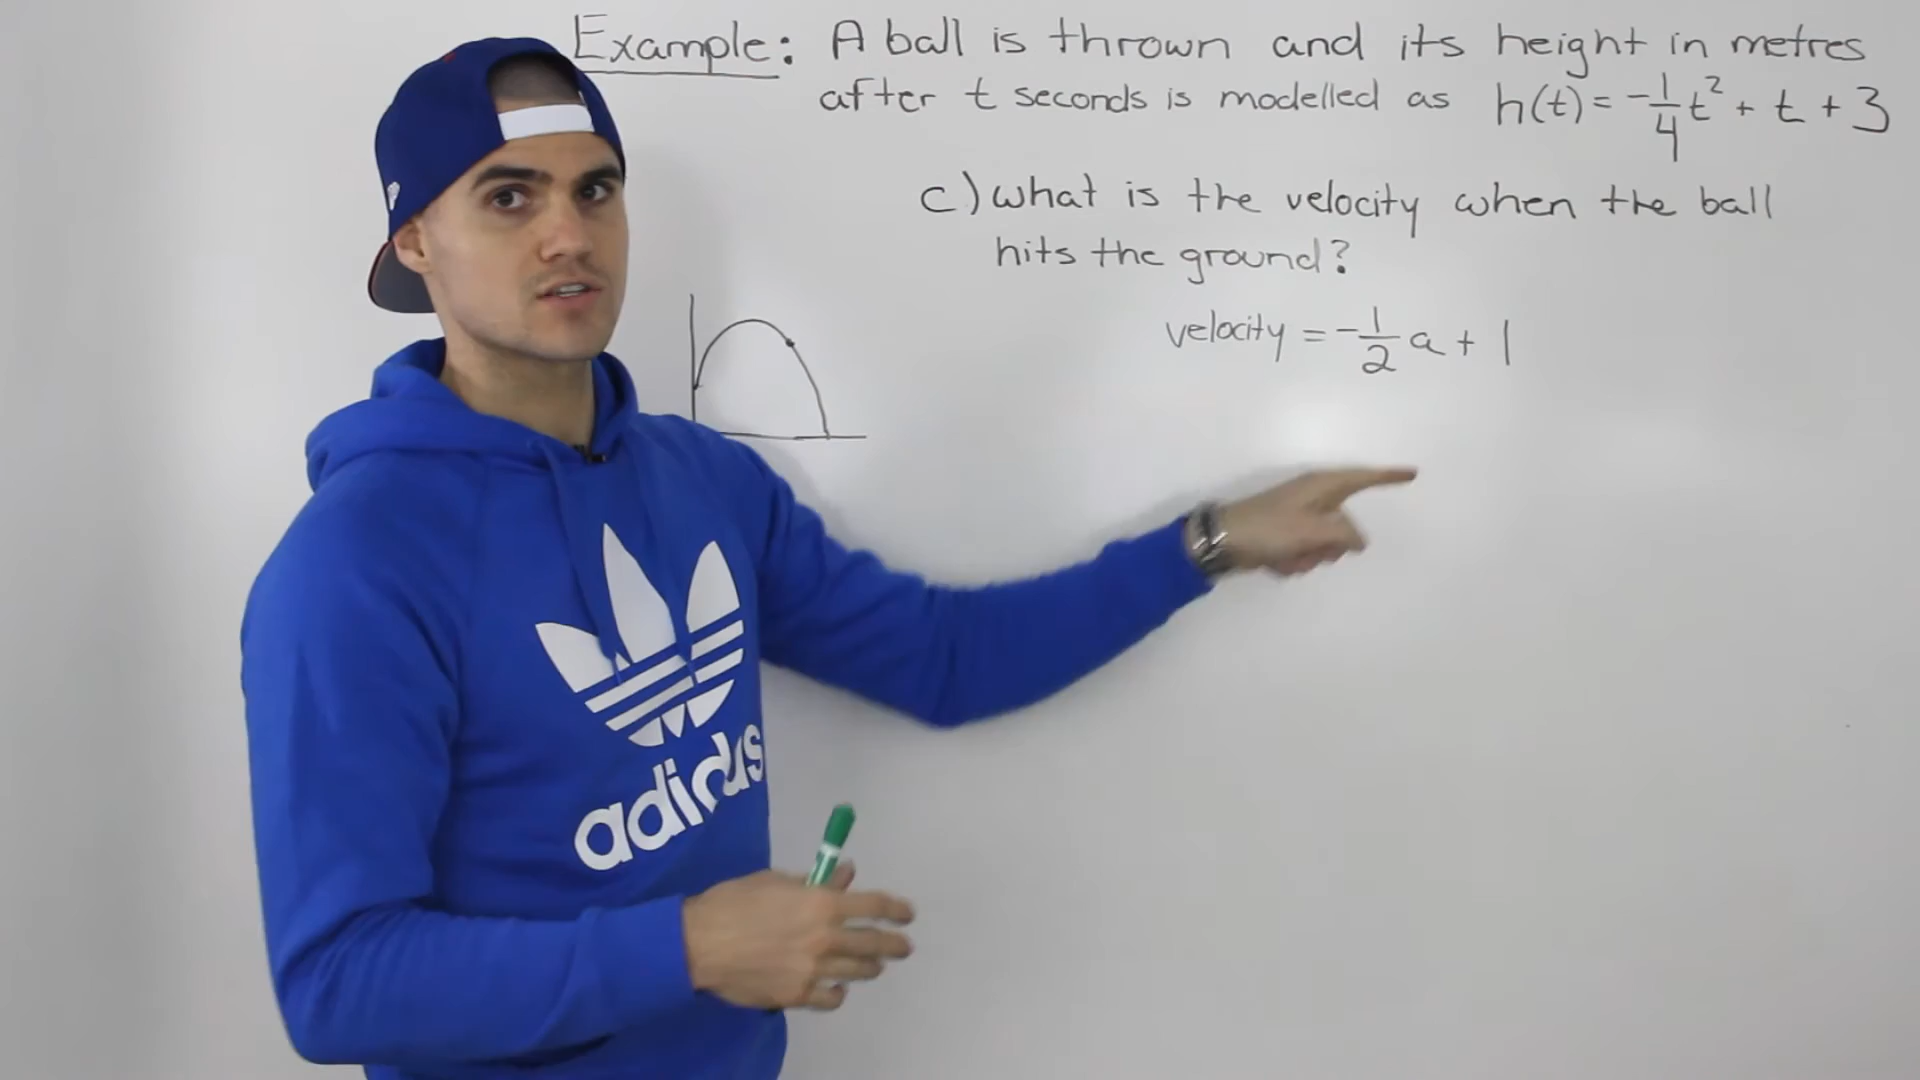 Example: A ball is thrown and its height in metres
after t seconds is modelled as h(t) = -1/4 t² + t + 3
c) what is the velocity when the ball
hits the ground?
velocity = -1/2 a + 1
adidas